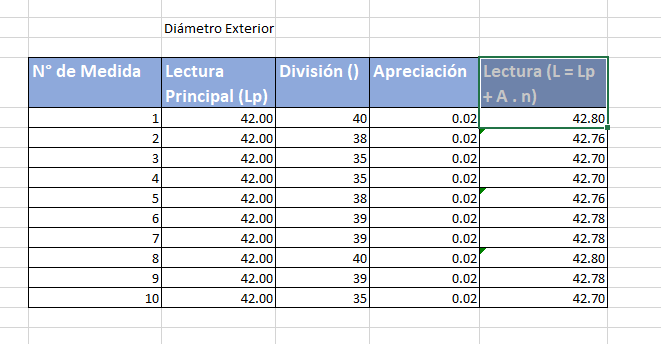 Diámetro Exterior
N° de Medida Lectura Principal (Lp) División () Apreciación Lectura (L = Lp + A . n)
1 42.00 40 0.02 42.80
2 42.00 38 0.02 42.76
3 42.00 35 0.02 42.70
4 42.00 35 0.02 42.70
5 42.00 38 0.02 42.76
6 42.00 39 0.02 42.78
7 42.00 39 0.02 42.78
8 42.00 40 0.02 42.80
9 42.00 39 0.02 42.78
10 42.00 35 0.02 42.70